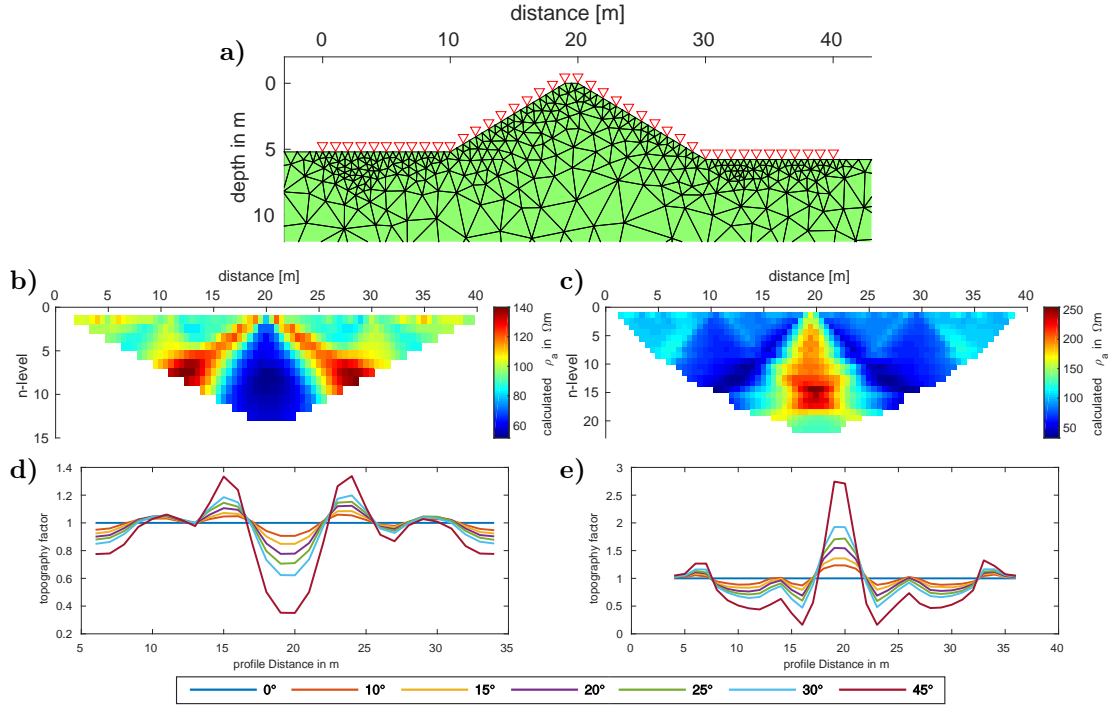 distance [m]
a)
0 10 20 30 40
0
5
10
depth in m
b)
distance [m]
0 5 10 15 20 25 30 35 40
0
5
10
15
n-level
140
120
100
80
60
calculated ρa in Ωm
c)
distance [m]
0 5 10 15 20 25 30 35 40
0
5
10
15
20
n-level
250
200
150
100
50
calculated ρa in Ωm
d)
1.4
1.2
1
0.8
0.6
0.4
0.2
topography factor
5 10 15 20 25 30 35
profile Distance in m
e)
3
2.5
2
1.5
1
0.5
0
topography factor
0 5 10 15 20 25 30 35 40
profile Distance in m
0° 10° 15° 20° 25° 30° 45°